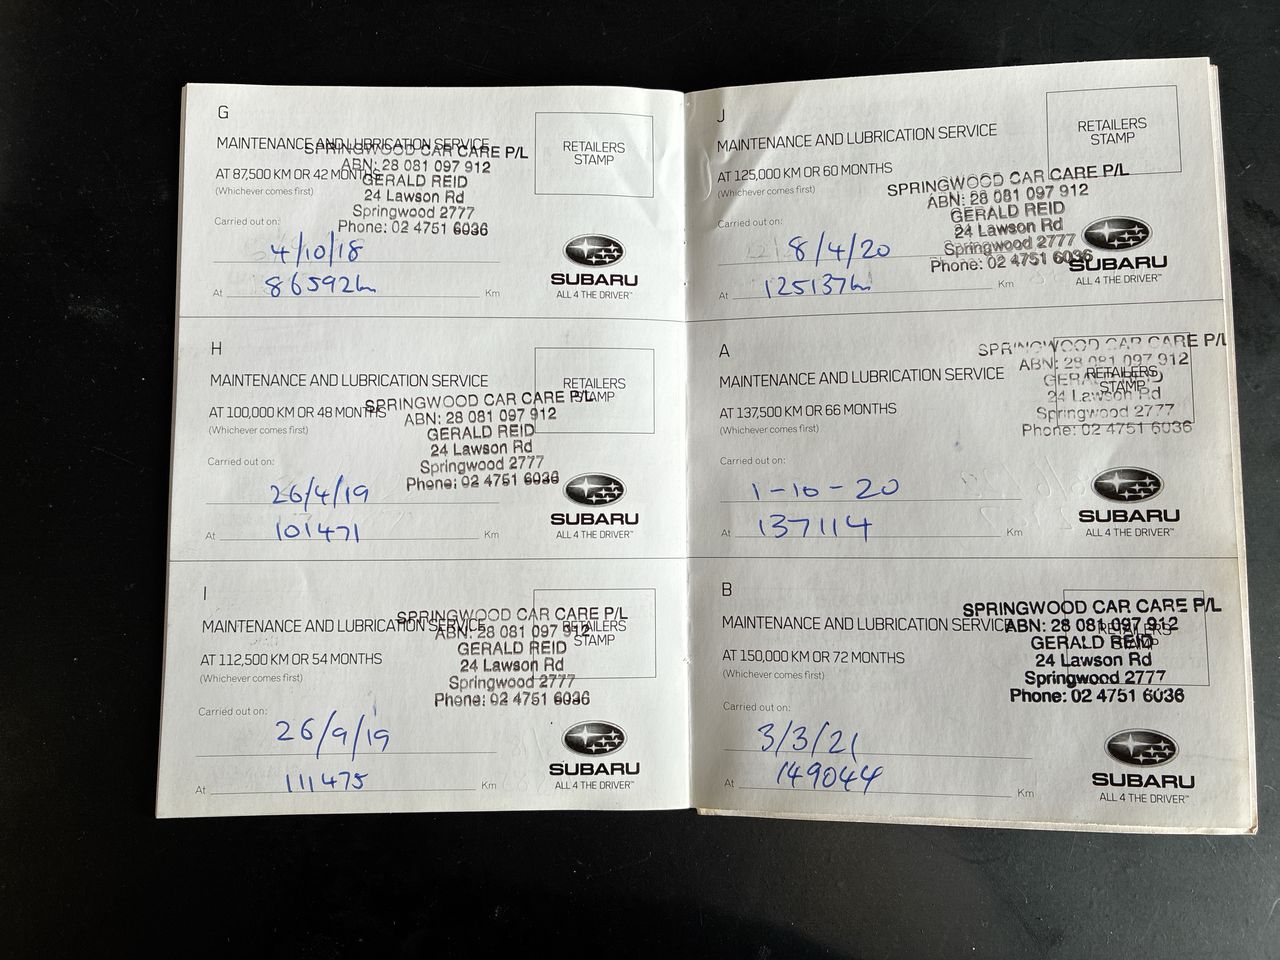 G
MAINTENANCE AND LUBRICATION SERVICE
RETAILERS
STAMP
SPRINGWOOD CAR CARE P/L
ABN: 28 081 097 912
AT 87,500 KM OR 42 MONTHS
GERALD REID
(Whichever comes first)
24 Lawson Rd
Springwood 2777
Carried out on:
Phone: 02 4751 6036
4/10/18
SUBARU
ALL 4 THE DRIVER™
At 86592km Km
H
MAINTENANCE AND LUBRICATION SERVICE
RETAILERS
STAMP
SPRINGWOOD CAR CARE P/L
AT 100,000 KM OR 48 MONTHS
ABN: 28 081 097 912
(Whichever comes first)
GERALD REID
24 Lawson Rd
Springwood 2777
Carried out on:
Phone: 02 4751 6036
26/4/19
SUBARU
ALL 4 THE DRIVER™
At 101471 Km
I
MAINTENANCE AND LUBRICATION SERVICE
RETAILERS
STAMP
SPRINGWOOD CAR CARE P/L
ABN: 28 081 097 912
GERALD REID
AT 112,500 KM OR 54 MONTHS
24 Lawson Rd
(Whichever comes first)
Springwood 2777
Phone: 02 4751 6036
Carried out on:
26/9/19
SUBARU
ALL 4 THE DRIVER™
At 111475 Km
J
MAINTENANCE AND LUBRICATION SERVICE
RETAILERS
STAMP
AT 125,000 KM OR 60 MONTHS
(Whichever comes first)
SPRINGWOOD CAR CARE P/L
ABN: 28 081 097 912
GERALD REID
24 Lawson Rd
Springwood 2777
Phone: 02 4751 6036
Carried out on:
8/4/20
SUBARU
ALL 4 THE DRIVER™
At 125137km Km
A
MAINTENANCE AND LUBRICATION SERVICE
RETAILERS
STAMP
SPRINGWOOD CAR CARE P/L
ABN: 28 081 097 912
GERALD REID
24 Lawson Rd
Springwood 2777
Phone: 02 4751 6036
AT 137,500 KM OR 66 MONTHS
(Whichever comes first)
Carried out on:
1-10-20
SUBARU
ALL 4 THE DRIVER™
At 137114 Km
B
MAINTENANCE AND LUBRICATION SERVICE
RETAILERS
STAMP
SPRINGWOOD CAR CARE P/L
ABN: 28 081 097 912
GERALD REID
24 Lawson Rd
Springwood 2777
Phone: 02 4751 6036
AT 150,000 KM OR 72 MONTHS
(Whichever comes first)
Carried out on:
3/3/21
SUBARU
ALL 4 THE DRIVER™
At 149044 Km